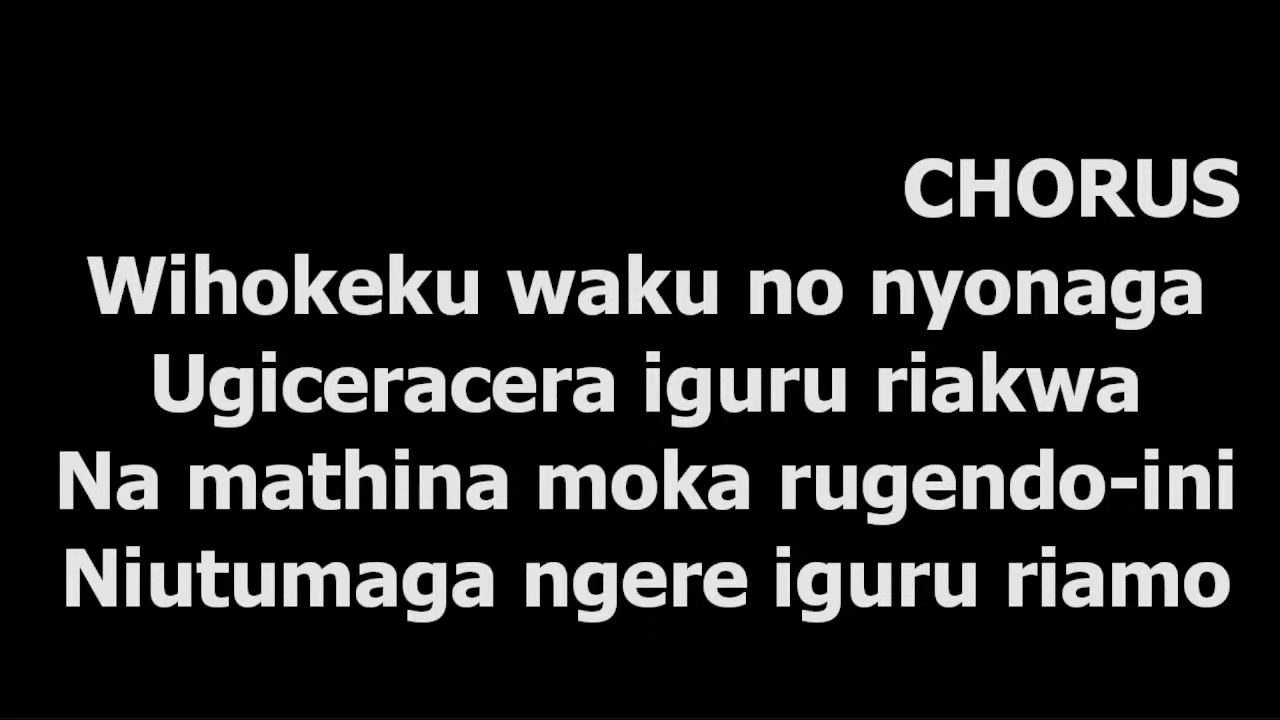 CHORUS
Wihokeku waku no nyonaga
Ugiceracera iguru riakwa
Na mathina moka rugendo-ini
Niutumaga ngere iguru riamo